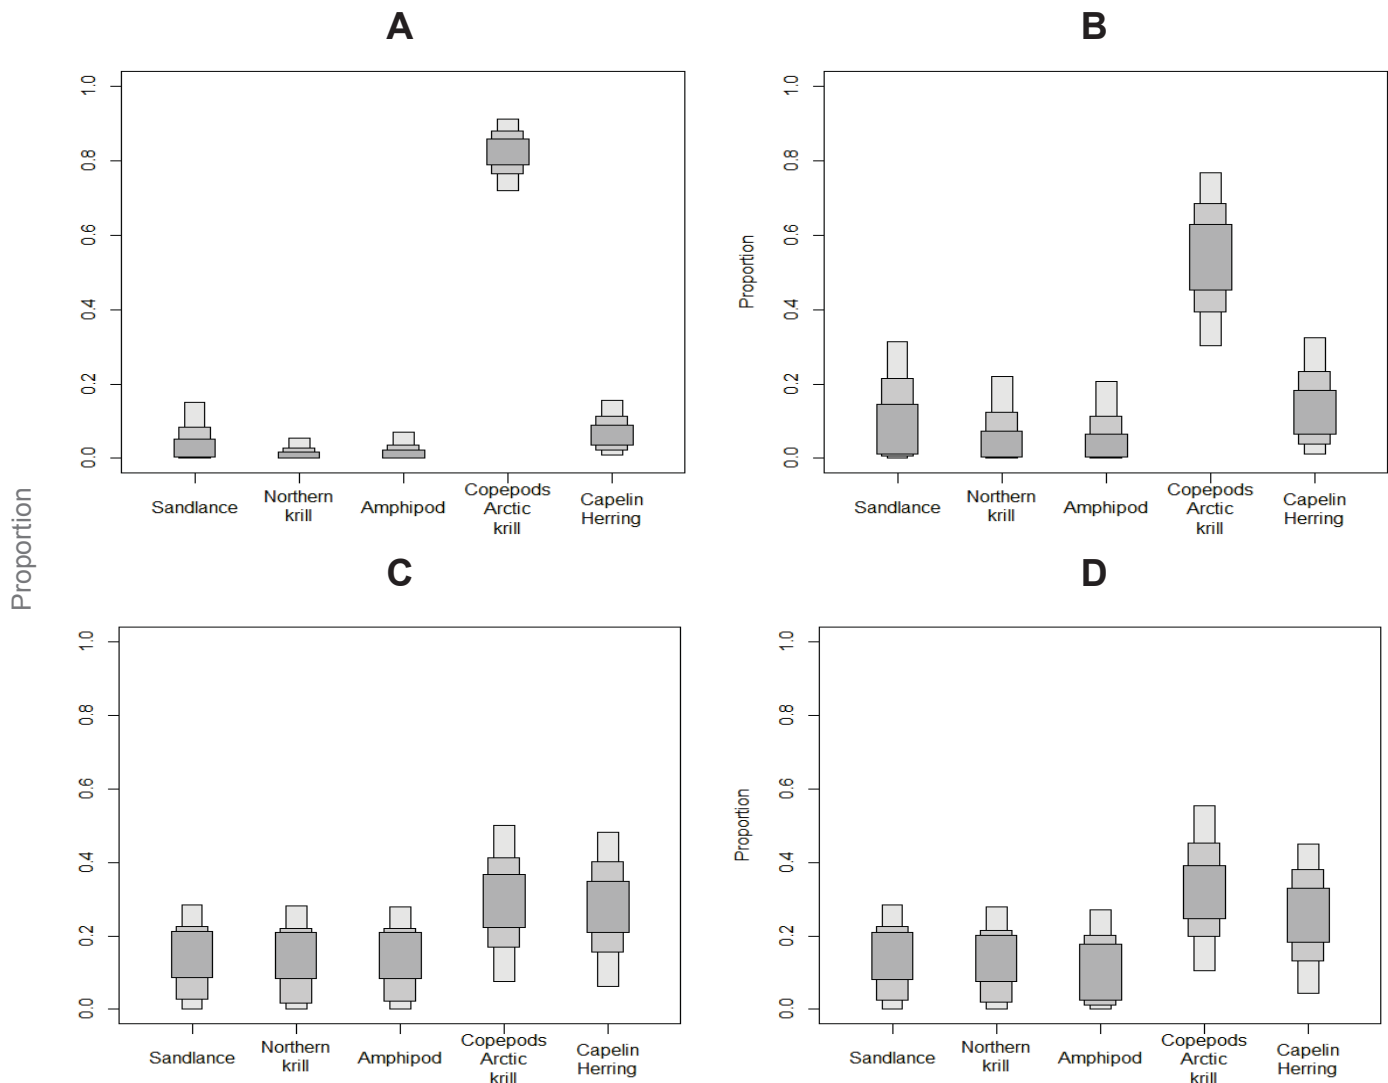 A
1.0
0.8
0.6
0.4
0.2
0.0
Sandlance
Northern
krill
Amphipod
Copepods
Arctic
krill
Capelin
Herring
B
Proportion
1.0
0.8
0.6
0.4
0.2
0.0
Sandlance
Northern
krill
Amphipod
Copepods
Arctic
krill
Capelin
Herring
Proportion
C
1.0
0.8
0.6
0.4
0.2
0.0
Sandlance
Northern
krill
Amphipod
Copepods
Arctic
krill
Capelin
Herring
D
Proportion
1.0
0.8
0.6
0.4
0.2
0.0
Sandlance
Northern
krill
Amphipod
Copepods
Arctic
krill
Capelin
Herring